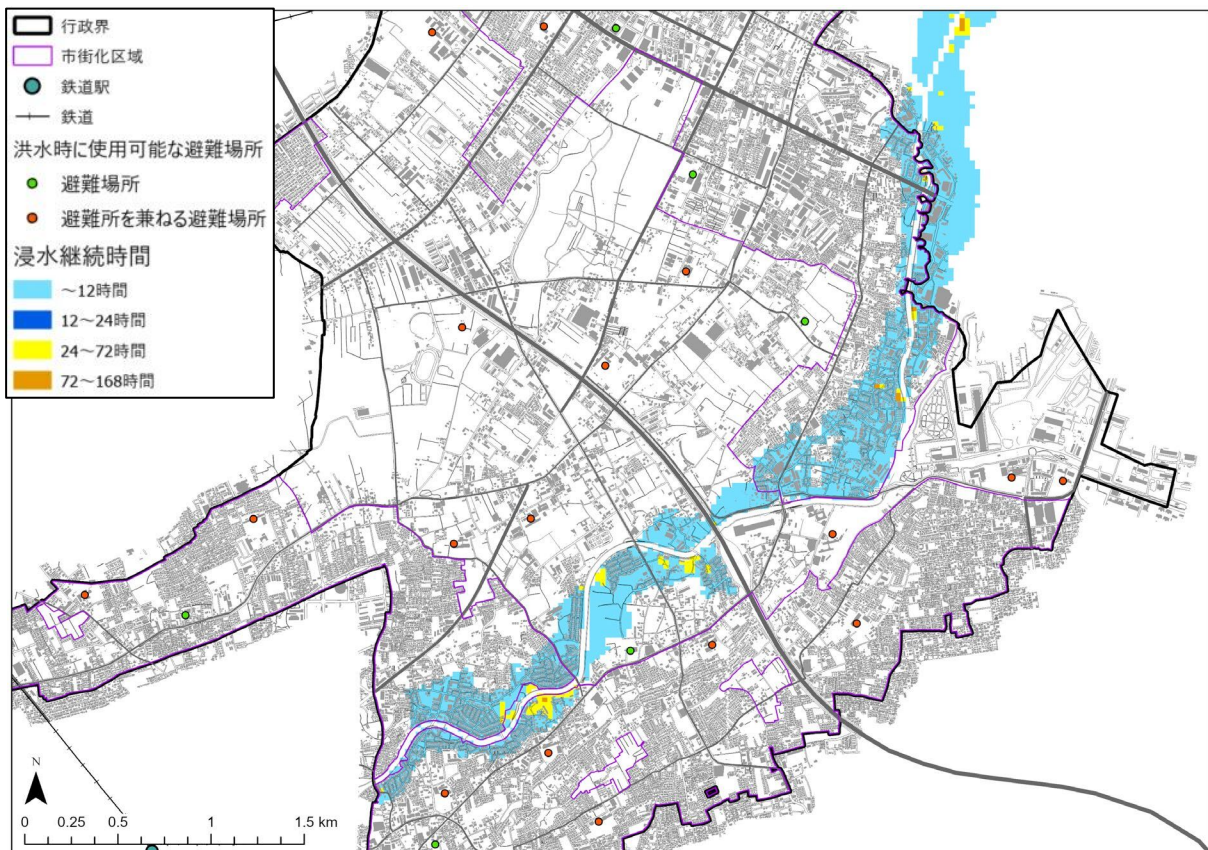 行政界
市街化区域
鉄道駅
鉄道
洪水時に使用可能な避難場所
避難場所
避難所を兼ねる避難場所
浸水継続時間
～12時間
12～24時間
24～72時間
72～168時間
N
0 0.25 0.5 1 1.5 km